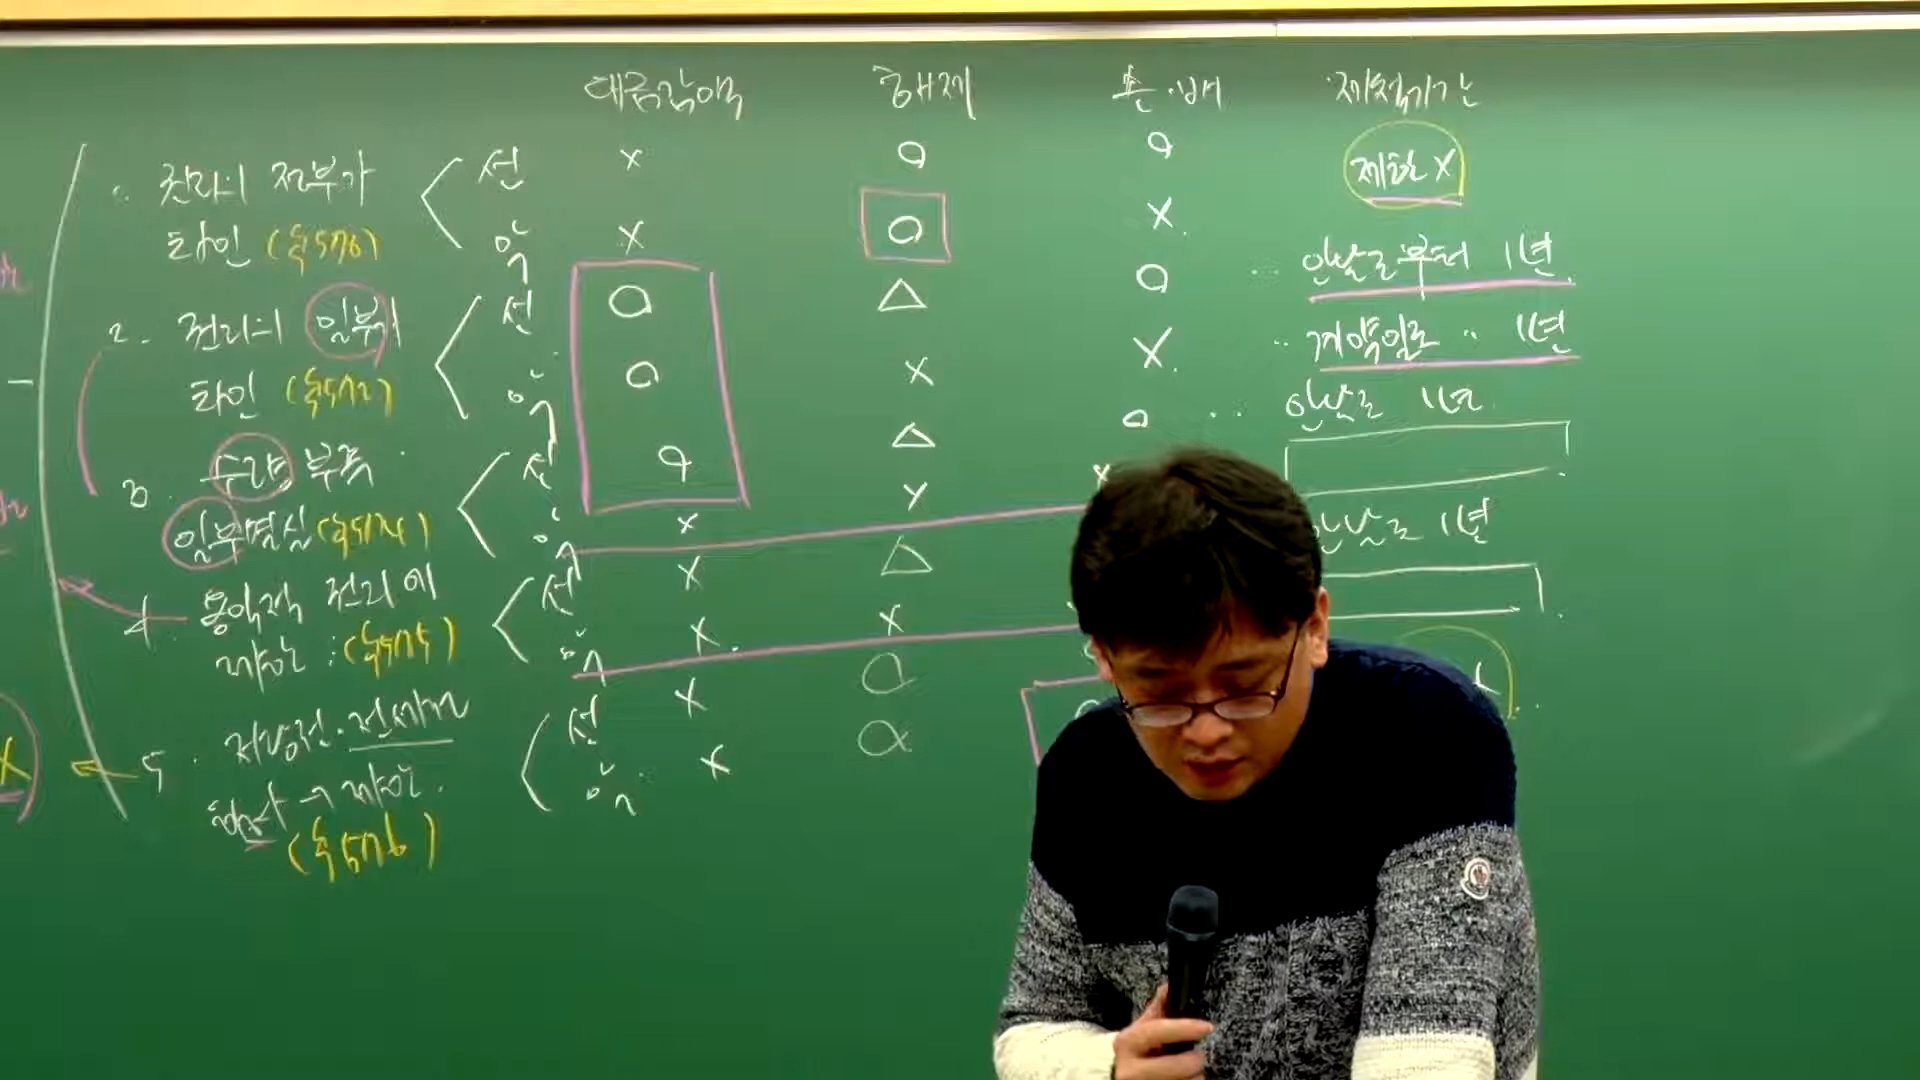 대금감액 해제 손·배 제척기간
1. 권리의 전부가 선 X O O 제한 X
타인 (§570) 악 X O X.
2. 권리의 일부가 선 O △ O 안날로부터 1년.
타인 (§572) 악 O X X. 계약일로 〃 1년
3. 수량 부족 선 O △ O 안날로 1년.
일부멸실 (§574) 악 X X X
4. 용익적 권리에 선 X △ 안날로 1년
제한 : (§575) 악 X. X
5. 저당권·전세권 선 X O
행사 → 제한. 악 X O
(§576)